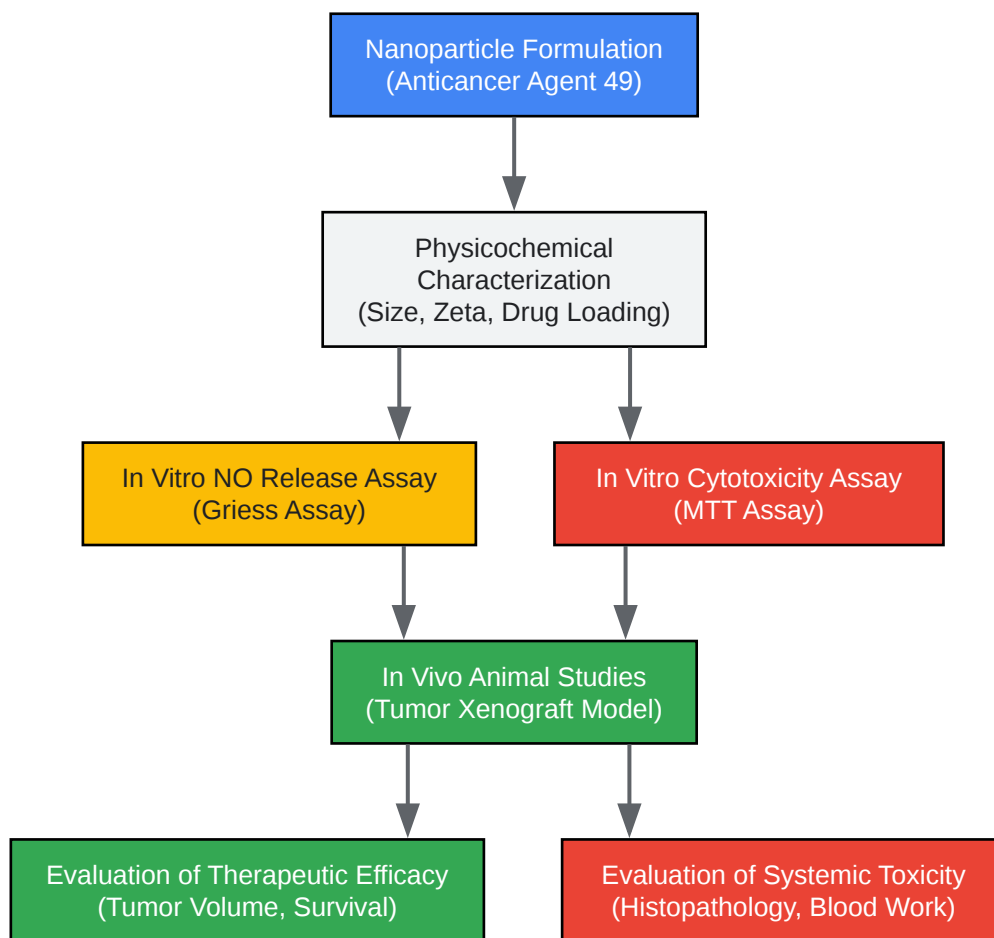 Nanoparticle Formulation
(Anticancer Agent 49)
Physicochemical
Characterization
(Size, Zeta, Drug Loading)
In Vitro NO Release Assay
(Griess Assay)
In Vitro Cytotoxicity Assay
(MTT Assay)
In Vivo Animal Studies
(Tumor Xenograft Model)
Evaluation of Therapeutic Efficacy
(Tumor Volume, Survival)
Evaluation of Systemic Toxicity
(Histopathology, Blood Work)